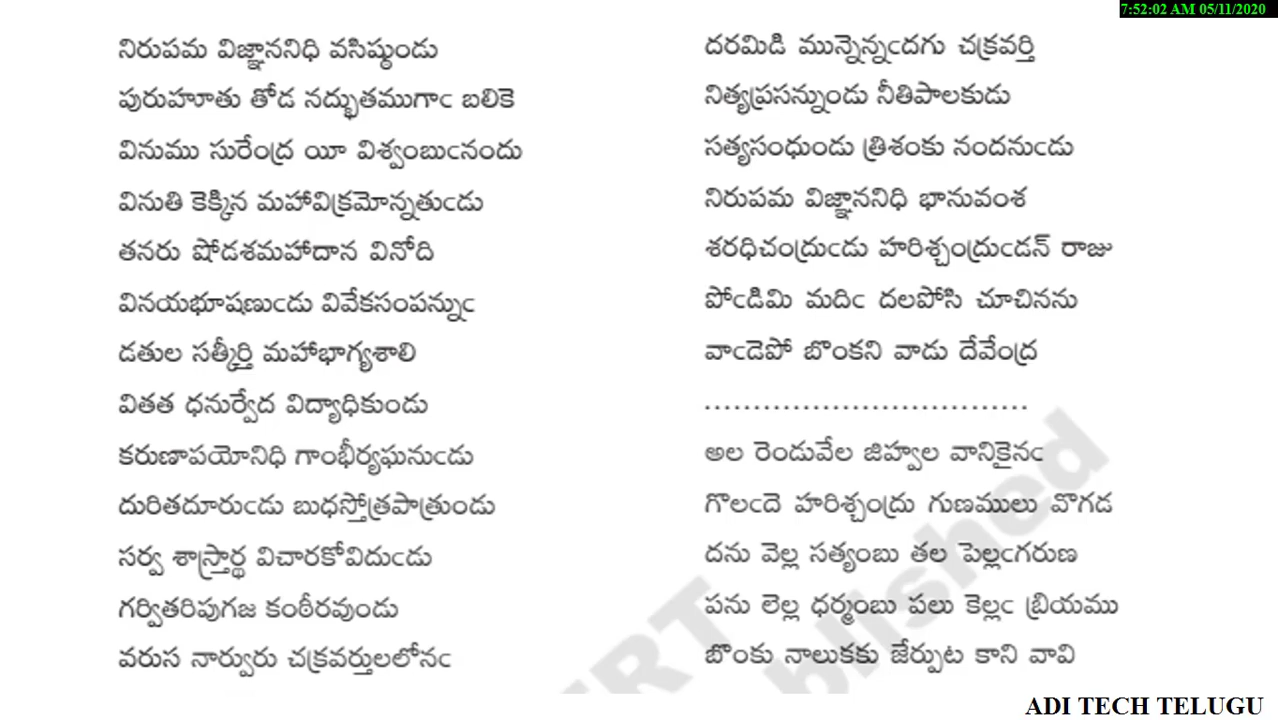 7:52:02 AM 05/11/2020
నిరుపమ విజ్ఞాననిధి వసిష్ఠుండు
పురుహూతు తోడ నద్భుతముగాఁ బలికె
వినుము సురేంద్ర యీ విశ్వంబుఁనందు
వినుతి కెక్కిన మహావిక్రమోన్నతుఁడు
తనరు షోడశమహాదాన వినోది
వినయభూషణుఁడు వివేకసంపన్నుఁ
డతుల సత్కీర్తి మహాభాగ్యశాలి
వితత ధనుర్వేద విద్యాధికుండు
కరుణాపయోనిధి గాంభీర్యఘనుఁడు
దురితదూరుఁడు బుధస్తోత్రపాత్రుండు
సర్వ శాస్త్రార్థ విచారకోవిదుఁడు
గర్వితరిపుగజ కంఠీరవుండు
వరుస నార్వురు చక్రవర్తులలోనఁ
దరమిడి మున్నెన్నఁదగు చక్రవర్తి
నిత్యప్రసన్నుండు నీతిపాలకుడు
సత్యసంధుండు త్రిశంకు నందనుఁడు
నిరుపమ విజ్ఞాననిధి భానువంశ
శరధిచంద్రుఁడు హరిశ్చంద్రుఁడన్ రాజు
పోఁడిమి మదిఁ దలపోసి చూచినను
వాఁడెపో బొంకని వాడు దేవేంద్ర
.................................
అల రెండువేల జిహ్వల వానికైనఁ
గొలఁదె హరిశ్చంద్రు గుణములు వొగడ
దను వెల్ల సత్యంబు తల పెల్లఁగరుణ
పను లెల్ల ధర్మంబు పలు కెల్లఁ బ్రియము
బొంకు నాలుకకు జేర్పుట కాని వావి
ADI TECH TELUGU